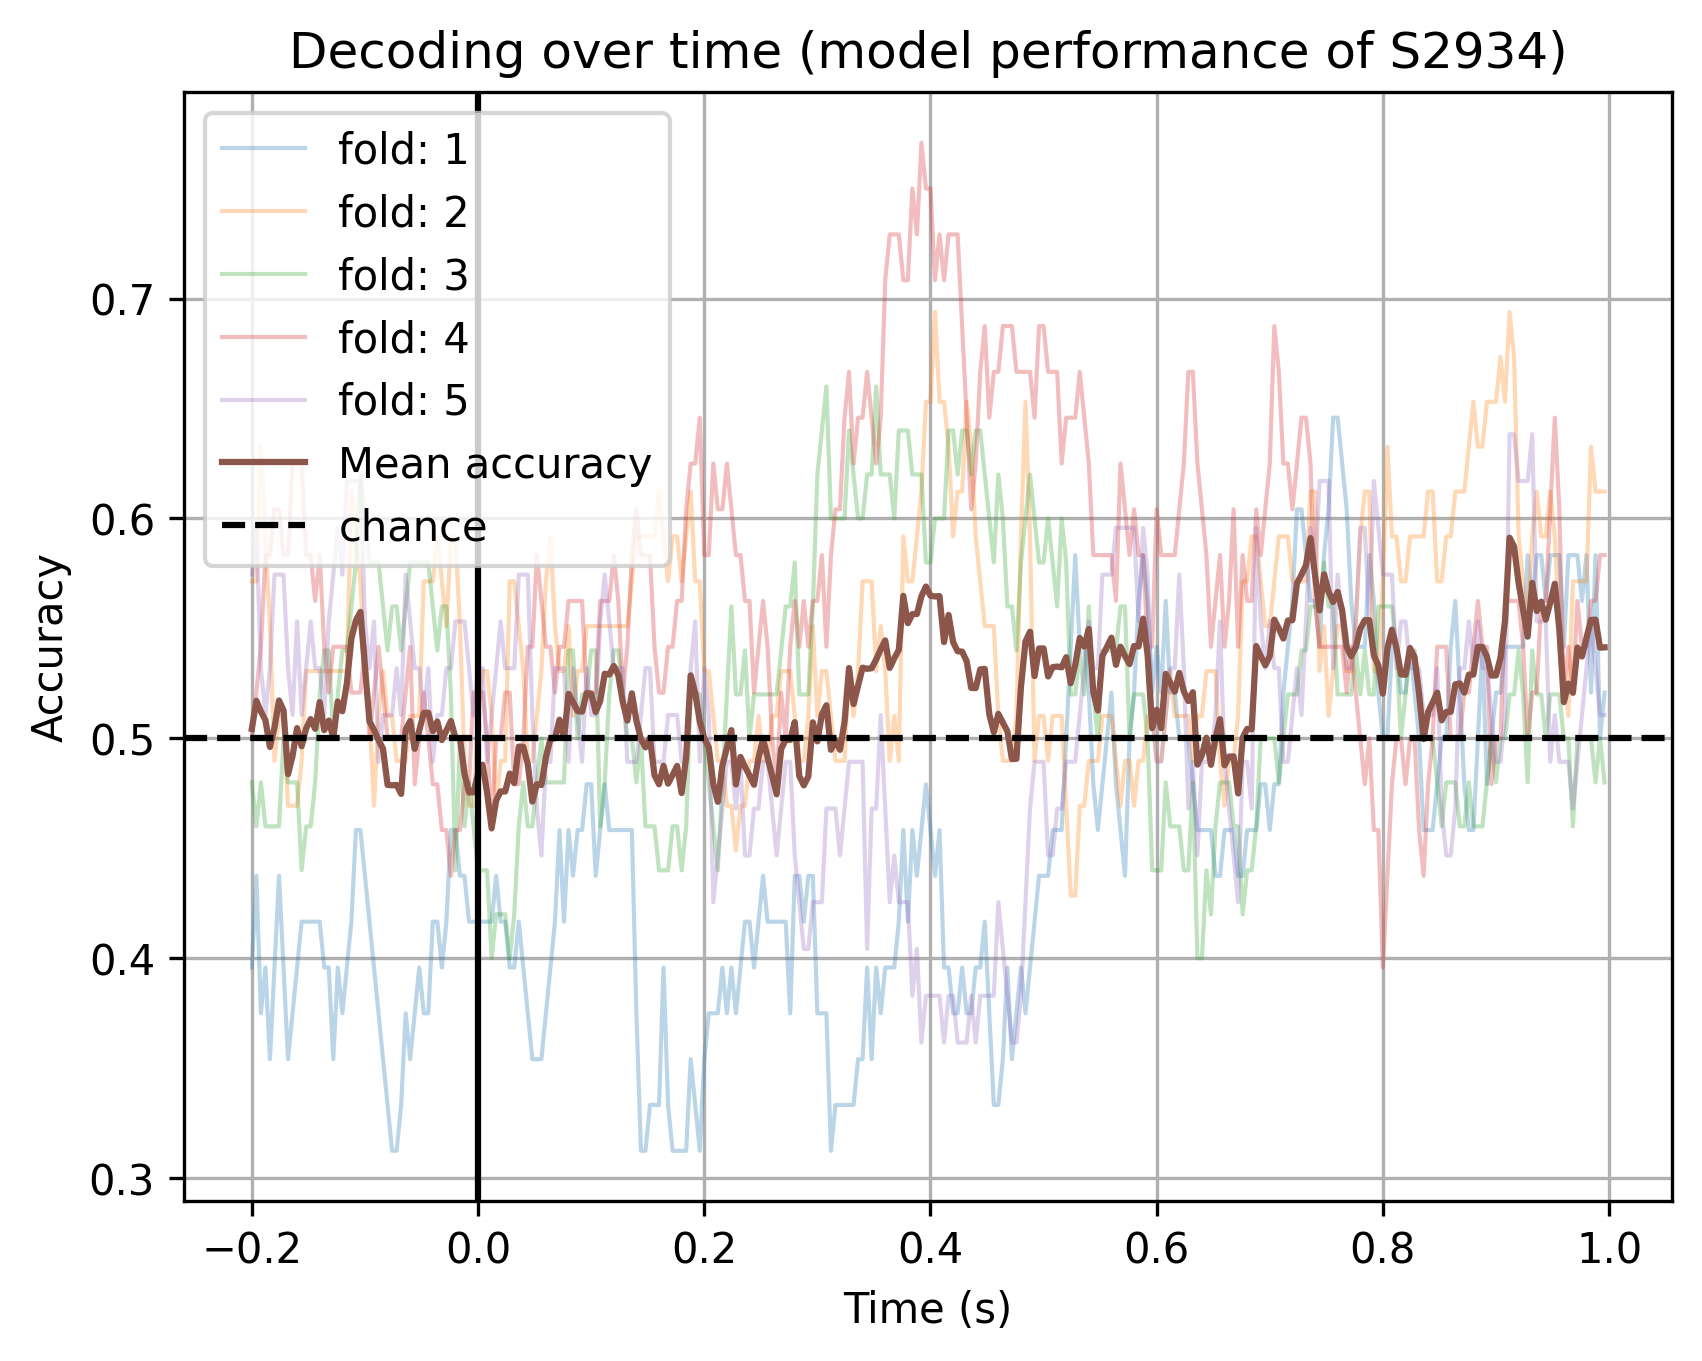 Decoding over time (model performance of S2934)
fold: 1
fold: 2
fold: 3
fold: 4
fold: 5
Mean accuracy
chance
Accuracy
0.7
0.6
0.5
0.4
0.3
−0.2 0.0 0.2 0.4 0.6 0.8 1.0
Time (s)